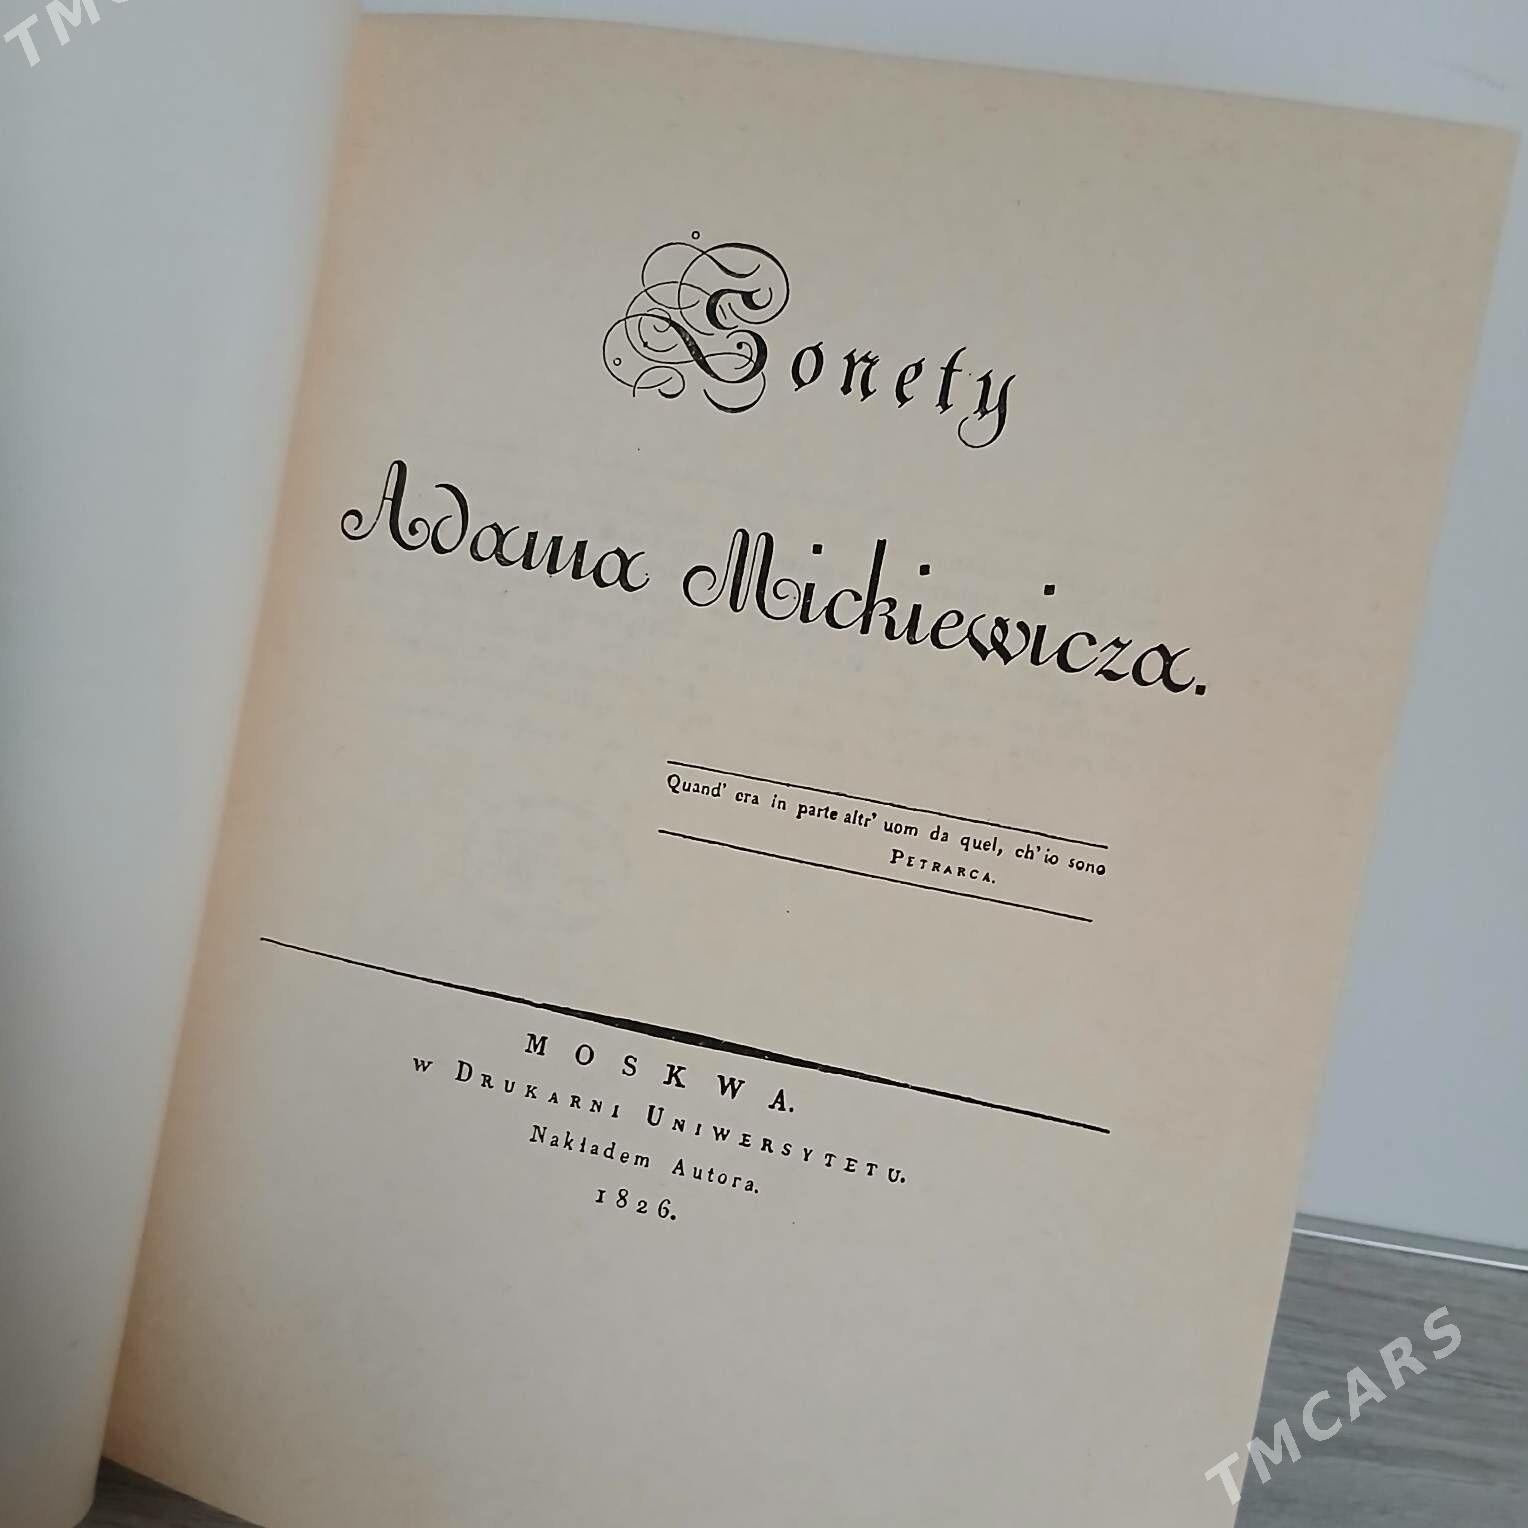 TMC
Sonety
Adama Mickiewicza.
Quand' era in parte altr' uom da quel, ch'io sono
PETRARCA.
MOSKWA.
w DRUKARNI UNIWERSYTETU.
Nakładem Autora.
1826.
TMCARS